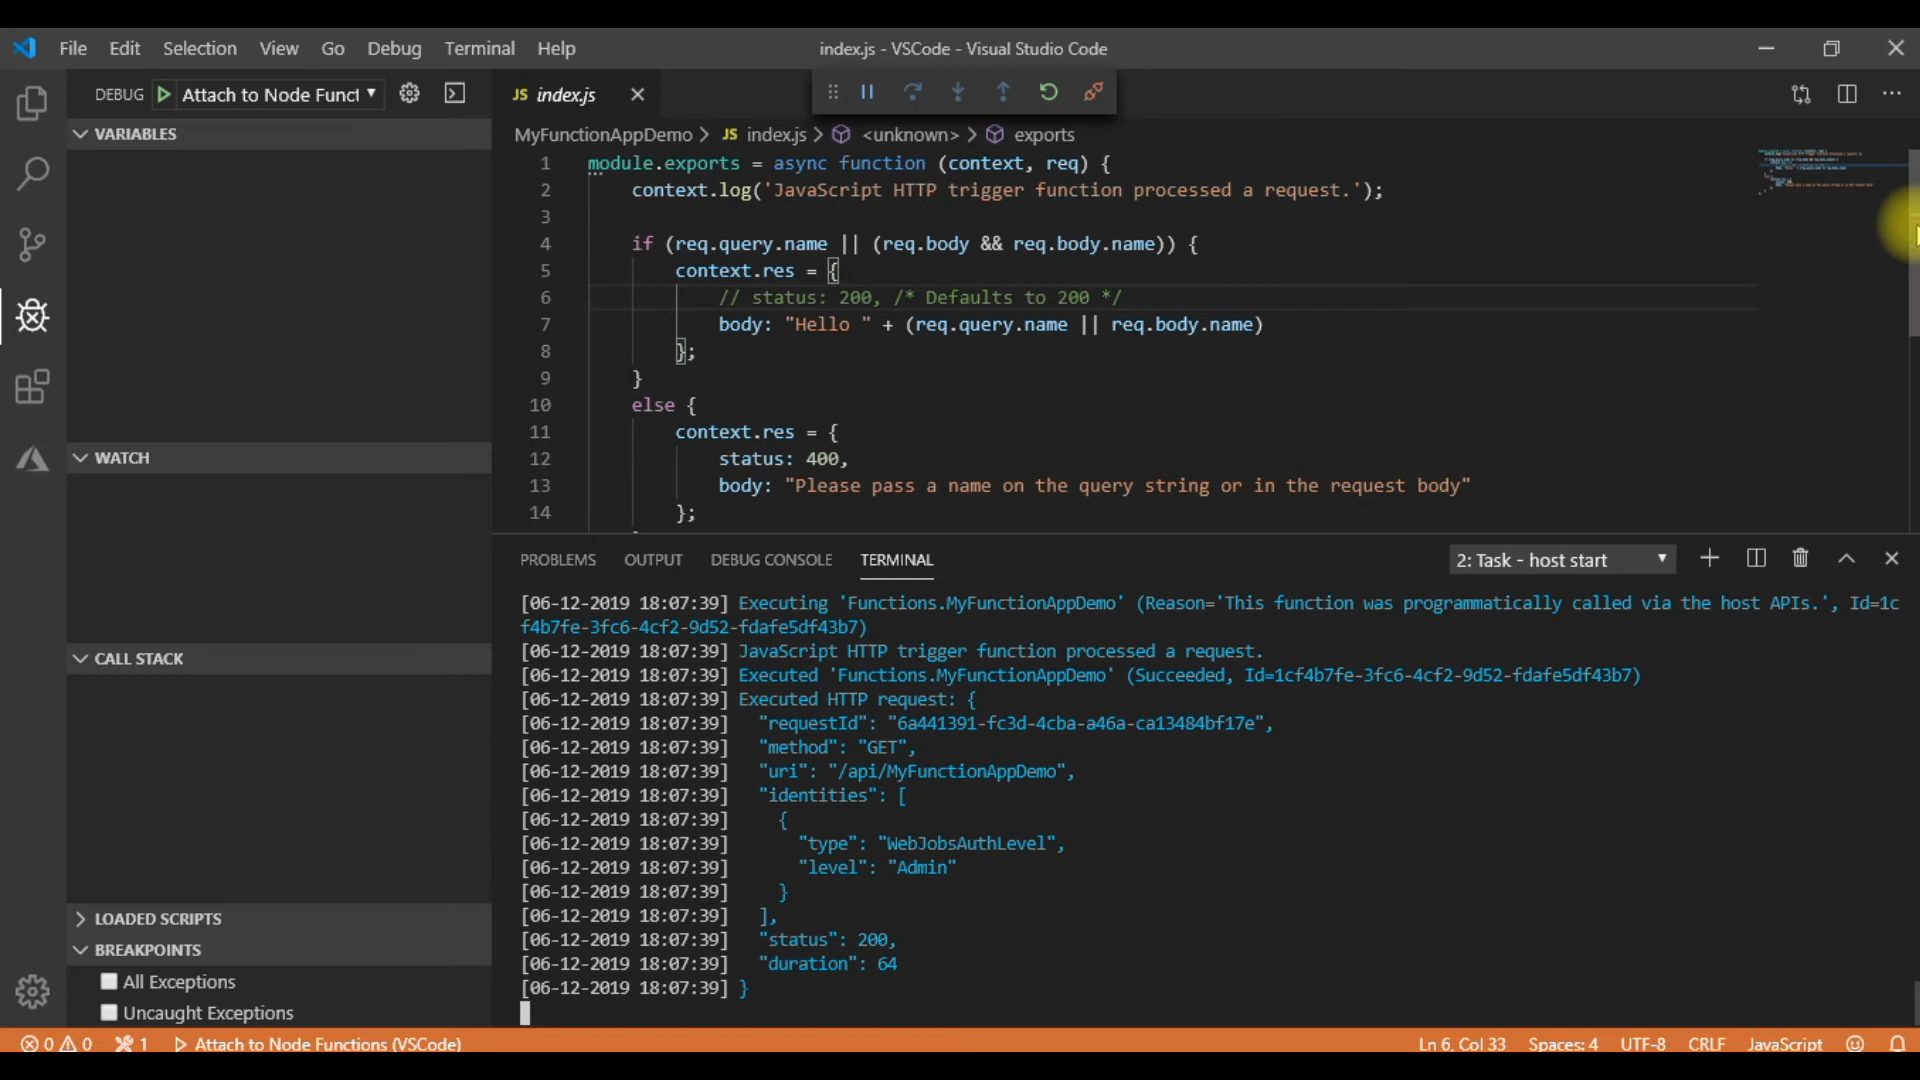 File Edit Selection View Go Debug Terminal Help index.js - VSCode - Visual Studio Code
DEBUG Attach to Node Funct
JS index.js
VARIABLES
WATCH
CALL STACK
LOADED SCRIPTS
BREAKPOINTS
All Exceptions
Uncaught Exceptions
MyFunctionAppDemo > JS index.js > <unknown> > exports
1 module.exports = async function (context, req) {
2 context.log('JavaScript HTTP trigger function processed a request.');
3
4 if (req.query.name || (req.body && req.body.name)) {
5 context.res = {
6 // status: 200, /* Defaults to 200 */
7 body: "Hello " + (req.query.name || req.body.name)
8 };
9 }
10 else {
11 context.res = {
12 status: 400,
13 body: "Please pass a name on the query string or in the request body"
14 };
PROBLEMS OUTPUT DEBUG CONSOLE TERMINAL 2: Task - host start
[06-12-2019 18:07:39] Executing 'Functions.MyFunctionAppDemo' (Reason='This function was programmatically called via the host APIs.', Id=1c
f4b7fe-3fc6-4cf2-9d52-fdafe5df43b7)
[06-12-2019 18:07:39] JavaScript HTTP trigger function processed a request.
[06-12-2019 18:07:39] Executed 'Functions.MyFunctionAppDemo' (Succeeded, Id=1cf4b7fe-3fc6-4cf2-9d52-fdafe5df43b7)
[06-12-2019 18:07:39] Executed HTTP request: {
[06-12-2019 18:07:39] "requestId": "6a441391-fc3d-4cba-a46a-ca13484bf17e",
[06-12-2019 18:07:39] "method": "GET",
[06-12-2019 18:07:39] "uri": "/api/MyFunctionAppDemo",
[06-12-2019 18:07:39] "identities": [
[06-12-2019 18:07:39] {
[06-12-2019 18:07:39] "type": "WebJobsAuthLevel",
[06-12-2019 18:07:39] "level": "Admin"
[06-12-2019 18:07:39] }
[06-12-2019 18:07:39] ],
[06-12-2019 18:07:39] "status": 200,
[06-12-2019 18:07:39] "duration": 64
[06-12-2019 18:07:39] }
0 0 1 Attach to Node Functions (VSCode) Ln 6, Col 33 Spaces: 4 UTF-8 CRLF JavaScript